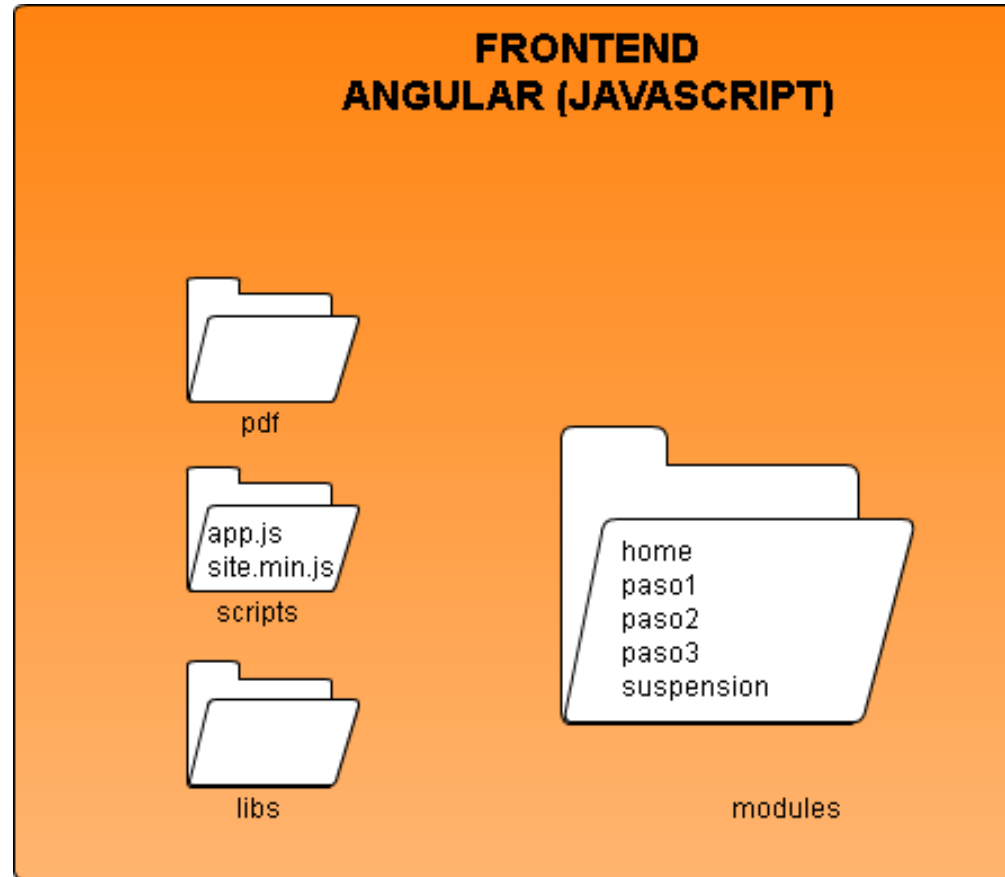 FRONTEND
ANGULAR (JAVASCRIPT)
pdf
app.js
site.min.js
scripts
libs
home
paso1
paso2
paso3
suspension
modules